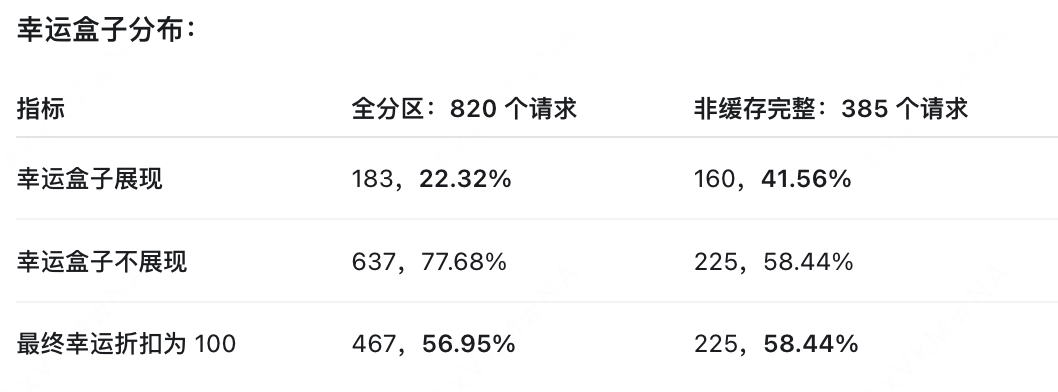 幸运盒子分布：
指标 全分区：820 个请求 非缓存完整：385 个请求
幸运盒子展现 183，22.32% 160，41.56%
幸运盒子不展现 637，77.68% 225，58.44%
最终幸运折扣为 100 467，56.95% 225，58.44%